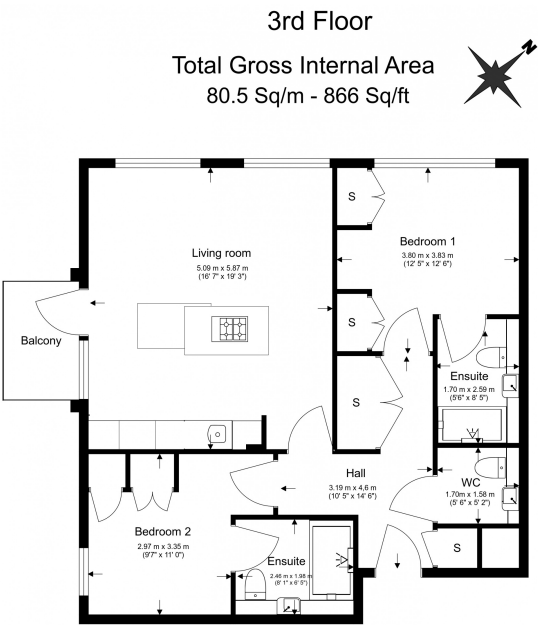 3rd Floor
Total Gross Internal Area
80.5 Sq/m - 866 Sq/ft
N
S
Bedroom 1
3.80 m x 3.83 m
(12' 5" x 12' 6")
Living room
5.09 m x 5.87 m
(16' 7" x 19' 3")
S
Balcony
Ensuite
1.70 m x 2.59 m
(5'6" x 8' 5")
S
Hall
3.19 m x 4,6 m
(10' 5" x 14' 6")
WC
1.70m x 1.58 m
(5' 6" x 5' 2")
Bedroom 2
2.97 m x 3.35 m
(9'7" x 11' 0")
S
Ensuite
2.46 m x 1.98 m
(8' 1" x 6' 5")